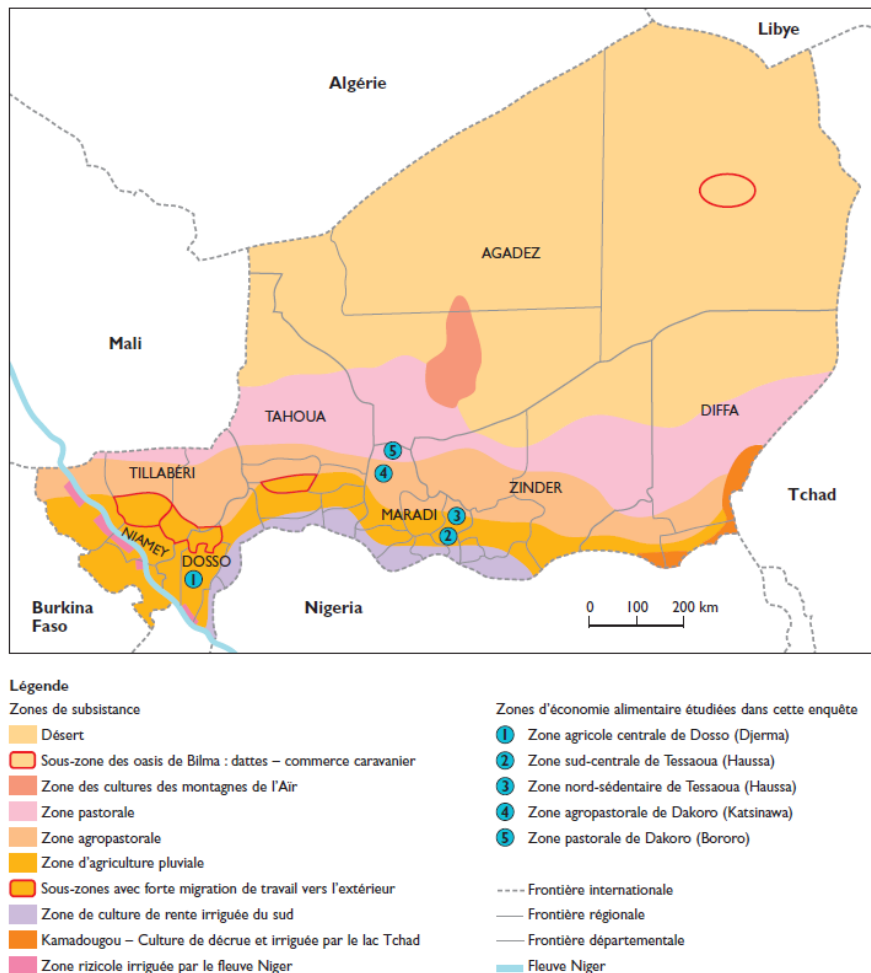 Libye
Algérie
AGADEZ
Mali
TAHOUA
DIFFA
5
4
TILLABÉRI
ZINDER
Tchad
MARADI
3
NIAMEY
2
DOSSO
1
Burkina
Faso
Nigeria
0 100 200 km
Légende
Zones de subsistance
Désert
Sous-zone des oasis de Bilma : dattes – commerce caravanier
Zone des cultures des montagnes de l'Aïr
Zone pastorale
Zone agropastorale
Zone d'agriculture pluviale
Sous-zones avec forte migration de travail vers l'extérieur
Zone de culture de rente irriguée du sud
Kamadougou – Culture de décrue et irriguée par le lac Tchad
Zone rizicole irriguée par le fleuve Niger
Zones d'économie alimentaire étudiées dans cette enquête
1 Zone agricole centrale de Dosso (Djerma)
2 Zone sud-centrale de Tessaoua (Haussa)
3 Zone nord-sédentaire de Tessaoua (Haussa)
4 Zone agropastorale de Dakoro (Katsinawa)
5 Zone pastorale de Dakoro (Bororo)
Frontière internationale
Frontière régionale
Frontière départementale
Fleuve Niger